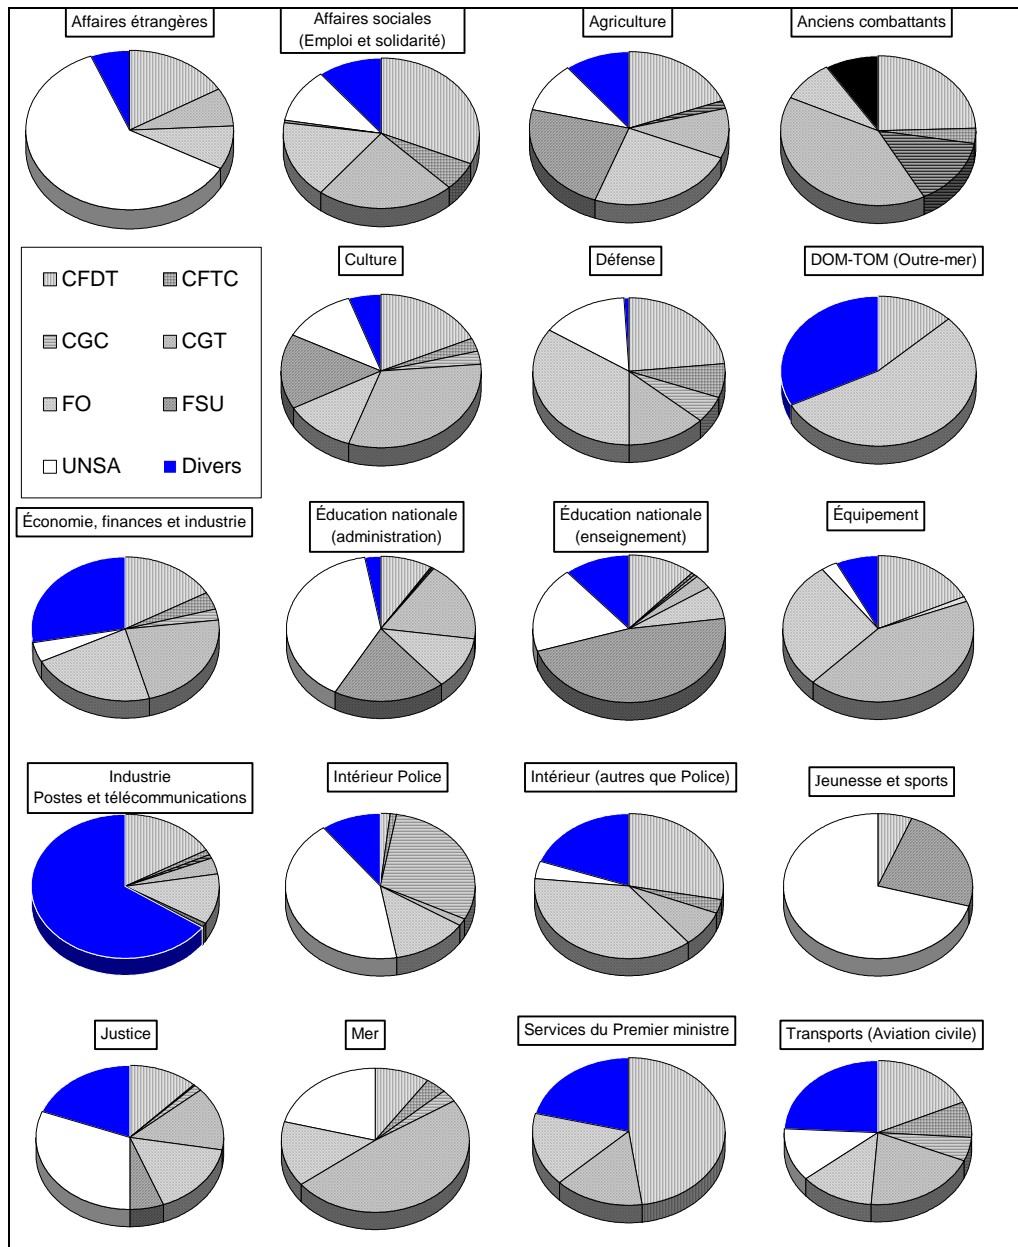 Affaires étrangères
Affaires sociales
(Emploi et solidarité)
Agriculture
Anciens combattants
CFDT
CFTC
CGC
CGT
FO
FSU
UNSA
Divers
Culture
Défense
DOM-TOM (Outre-mer)
Économie, finances et industrie
Éducation nationale
(administration)
Éducation nationale
(enseignement)
Équipement
Industrie
Postes et télécommunications
Intérieur Police
Intérieur (autres que Police)
Jeunesse et sports
Justice
Mer
Services du Premier ministre
Transports (Aviation civile)